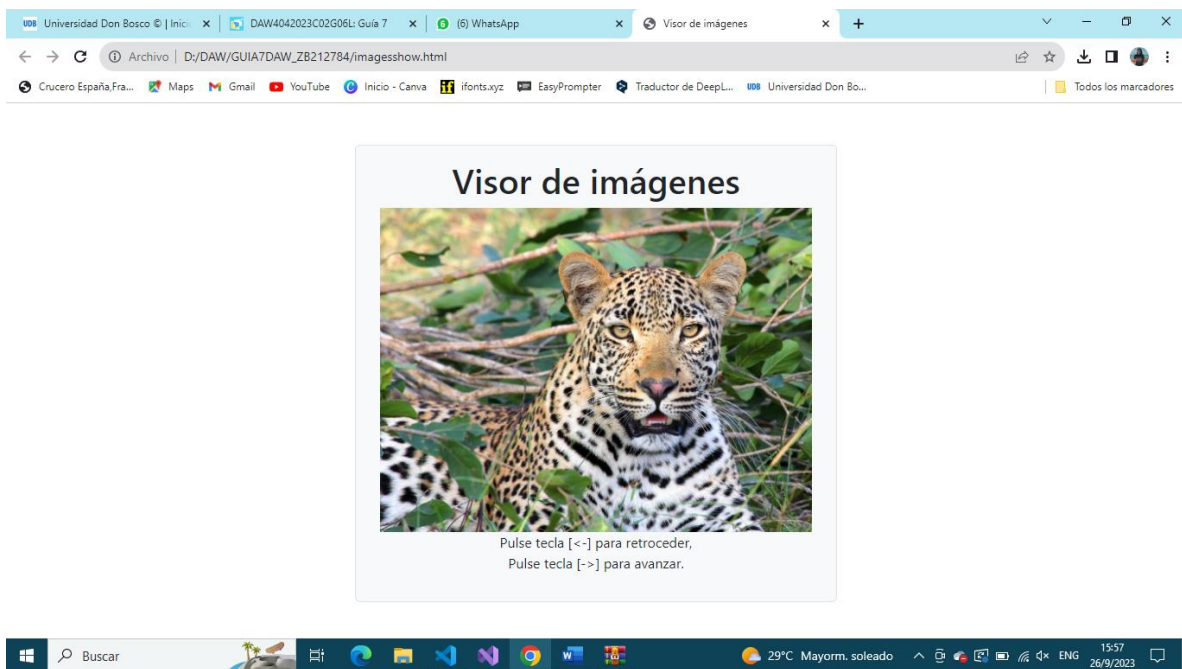 UDB Universidad Don Bosco © | Inici
DAW4042023C02G06L: Guía 7
6 (6) WhatsApp
Visor de imágenes
Archivo | D:/DAW/GUIA7DAW_ZB212784/imagesshow.html
Crucero España,Fra... Maps Gmail YouTube Inicio - Canva ifonts.xyz EasyPrompter Traductor de DeepL... UDB Universidad Don Bo... Todos los marcadores
Visor de imágenes
Pulse tecla [<-] para retroceder,
Pulse tecla [->] para avanzar.
Buscar
29°C Mayorm. soleado
ENG
15:57
26/9/2023